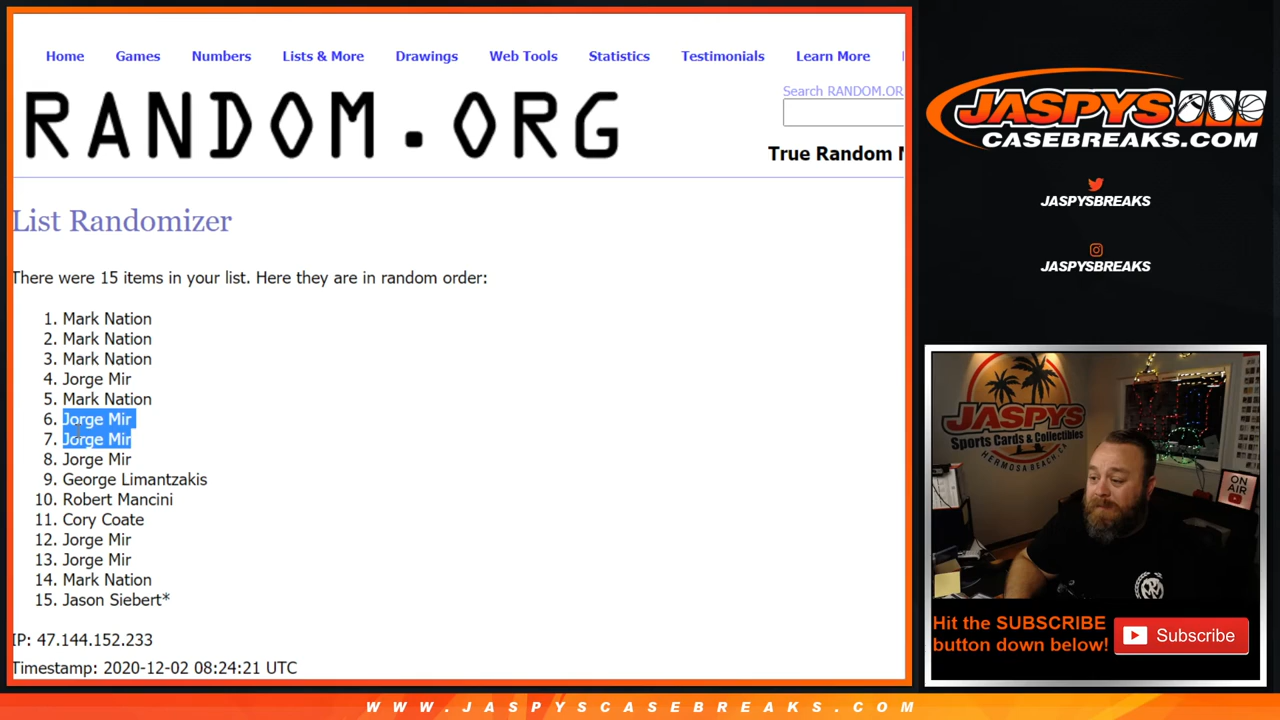 Home Games Numbers Lists & More Drawings Web Tools Statistics Testimonials Learn More
Search RANDOM.OR
RANDOM.ORG
True Random
List Randomizer
There were 15 items in your list. Here they are in random order:
1. Mark Nation
2. Mark Nation
3. Mark Nation
4. Jorge Mir
5. Mark Nation
6. Jorge Mir
7. Jorge Mir
8. Jorge Mir
9. George Limantzakis
10. Robert Mancini
11. Cory Coate
12. Jorge Mir
13. Jorge Mir
14. Mark Nation
15. Jason Siebert*
IP: 47.144.152.233
Timestamp: 2020-12-02 08:24:21 UTC
JASPYS
CASEBREAKS.COM
JASPYSBREAKS
JASPYSBREAKS
JASPYS
Sports Cards & Collectibles
HERMOSA BEACH CA
ON
AIR
Hit the SUBSCRIBE
button down below!
Subscribe
WWW.JASPYSCASEBREAKS.COM